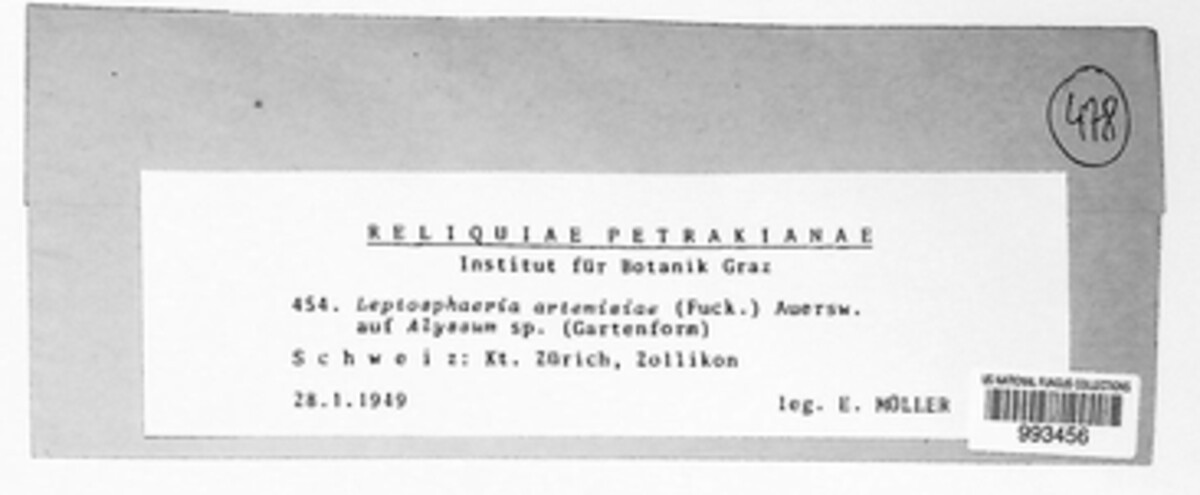 478
RELIQUIAE PETRAKIANAE
Institut für Botanik Graz
454. Leptosphaeria artemisiae (Fuck.) Auersw.
auf Alyssum sp. (Gartenform)
Schweiz: Kt. Zürich, Zollikon
28.1.1949 leg. E. MÜLLER
US NATIONAL FUNGUS COLLECTIONS
993456